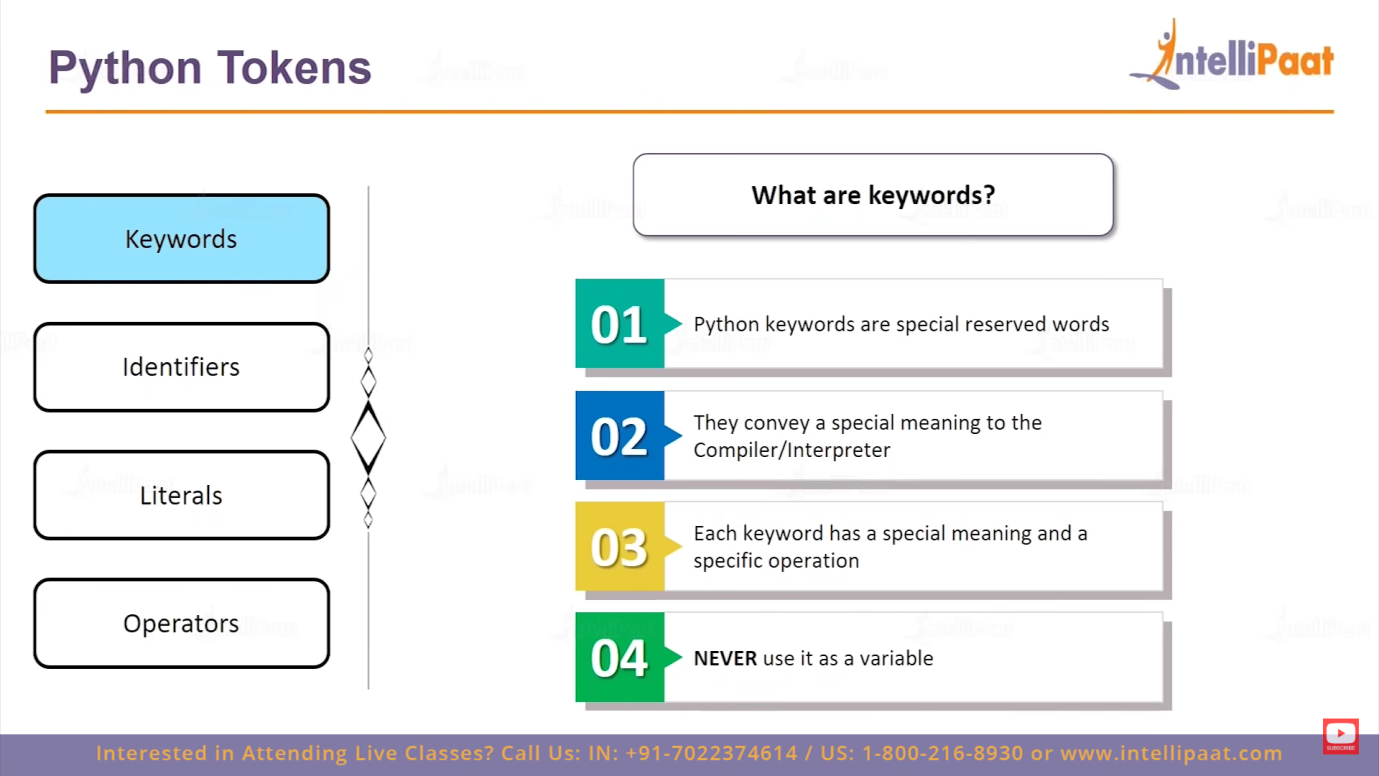 Python Tokens
IntelliPaat
Keywords
Identifiers
Literals
Operators
What are keywords?
01
Python keywords are special reserved words
02
They convey a special meaning to the
Compiler/Interpreter
03
Each keyword has a special meaning and a
specific operation
04
NEVER use it as a variable
Interested in Attending Live Classes? Call Us: IN: +91-7022374614 / US: 1-800-216-8930 or www.intellipaat.com
SUBSCRIBE